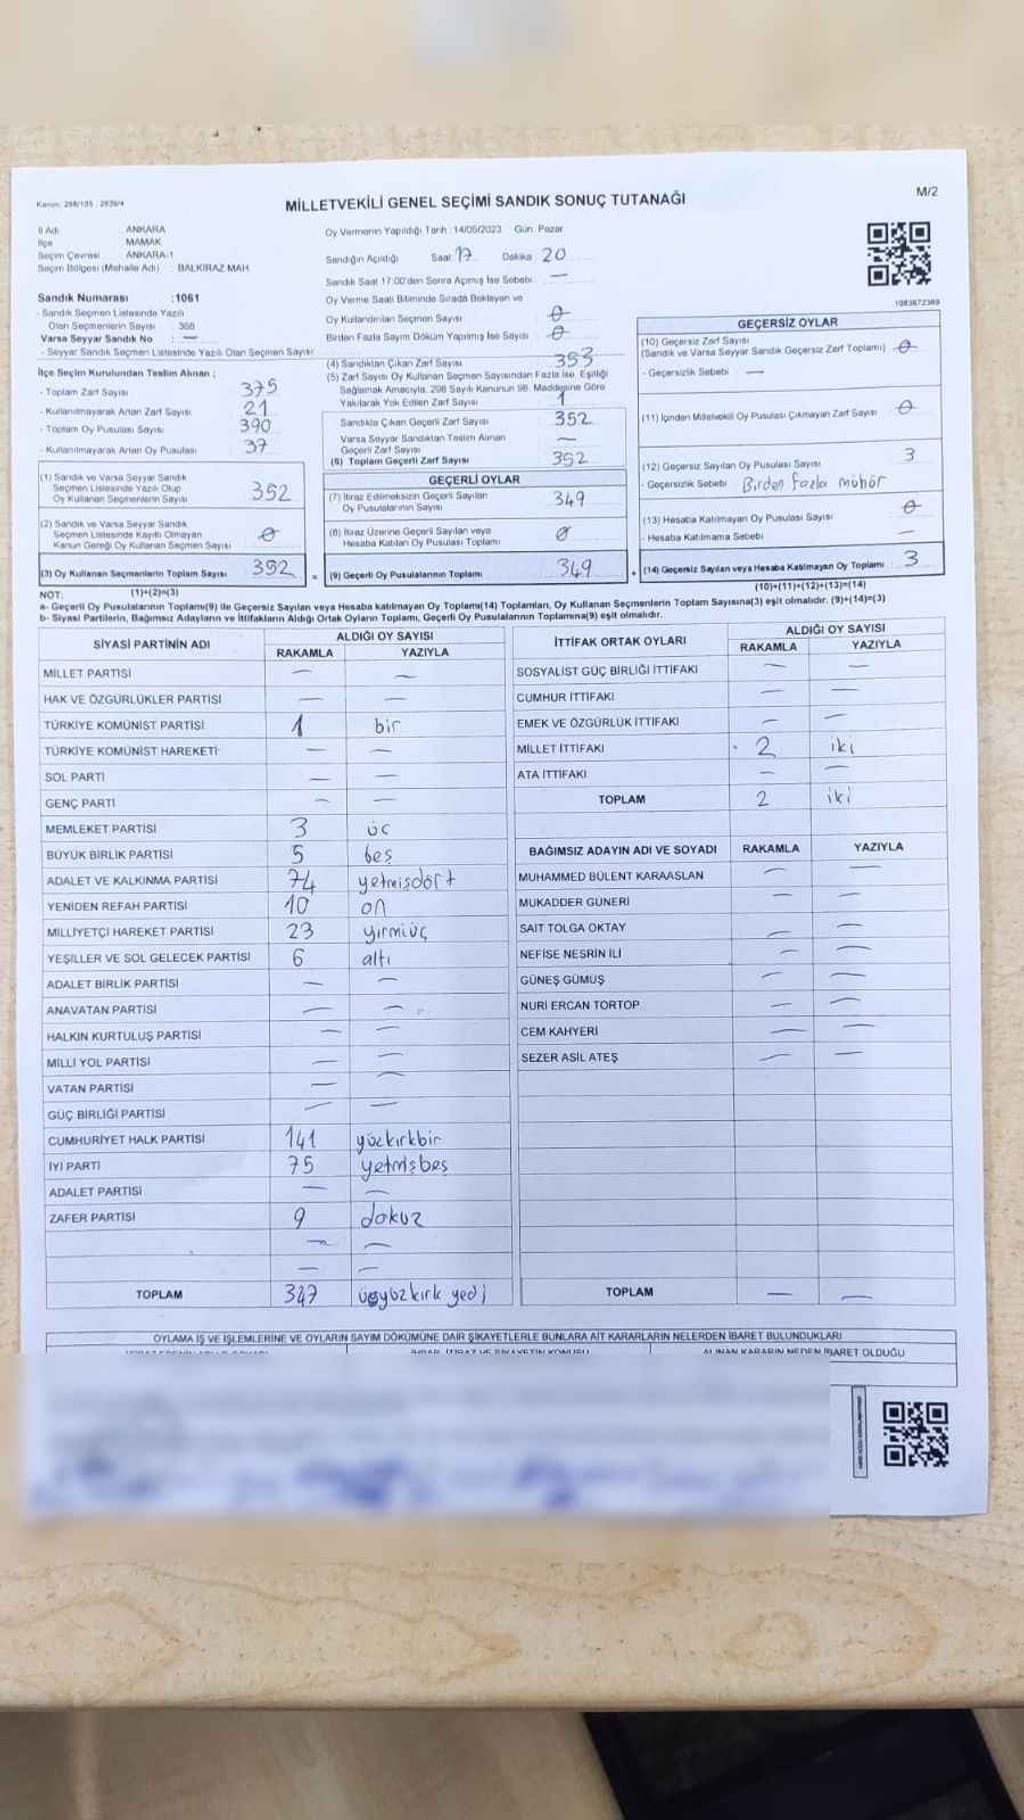 Kanun: 298/105 , 2839/4
MİLLETVEKİLİ GENEL SEÇİMİ SANDIK SONUÇ TUTANAĞI
M/2
İl Adı ANKARA
İlçe MAMAK
Seçim Çevresi ANKARA-1
Seçim Bölgesi (Mahalle Adı) BALKIRAZ MAH.
Sandık Numarası :1061
- Sandık Seçmen Listesinde Yazılı
Olan Seçmenlerin Sayısı : 368
Varsa Seyyar Sandık No : —
- Seyyar Sandık Seçmen Listesinde Yazılı Olan Seçmen Sayısı
İlçe Seçim Kurulundan Teslim Alınan ;
- Toplam Zarf Sayısı 375
- Kullanılmayarak Artan Zarf Sayısı 21
- Toplam Oy Pusulası Sayısı 390
- Kullanılmayarak Artan Oy Pusulası 37
(1) Sandık ve Varsa Seyyar Sandık
Seçmen Listesinde Yazılı Olup
Oy Kullanan Seçmenlerin Sayısı 352
(2) Sandık ve Varsa Seyyar Sandık
Seçmen Listesinde Kayıtlı Olmayan
Kanun Gereği Oy Kullanan Seçmen Sayısı 0
(3) Oy Kullanan Seçmenlerin Toplam Sayısı 352
Oy Vermenin Yapıldığı Tarih : 14/05/2023 Gün: Pazar
Sandığın Açıldığı Saat 17 Dakika 20
Sandık Saat 17:00'den Sonra Açılmış İse Sebebi: —
Oy Verme Saati Bitiminde Sırada Bekleyen ve
Oy Kullandırılan Seçmen Sayısı 0
Birden Fazla Sayım Döküm Yapılmış İse Sayısı 0
(4) Sandıktan Çıkan Zarf Sayısı 353
(5) Zarf Sayısı Oy Kullanan Seçmen Sayısından Fazla İse, Eşitliği
Sağlamak Amacıyla, 298 Sayılı Kanunun 98. Maddesine Göre
Yakılarak Yok Edilen Zarf Sayısı 1
Sandıkta Çıkan Geçerli Zarf Sayısı 352
Varsa Seyyar Sandıktan Teslim Alınan
Geçerli Zarf Sayısı —
(6) Toplam Geçerli Zarf Sayısı 352
GEÇERLİ OYLAR
(7) İtiraz Edilmeksizin Geçerli Sayılan
Oy Pusulalarının Sayısı 349
(8) İtiraz Üzerine Geçerli Sayılan veya
Hesaba Katılan Oy Pusulası Toplamı 0
= (9) Geçerli Oy Pusulalarının Toplamı 349
1083672369
GEÇERSİZ OYLAR
(10) Geçersiz Zarf Sayısı
(Sandık ve Varsa Seyyar Sandık Geçersiz Zarf Toplamı) 0
- Geçersizlik Sebebi —
(11) İçinden Milletvekili Oy Pusulası Çıkmayan Zarf Sayısı 0
(12) Geçersiz Sayılan Oy Pusulası Sayısı 3
- Geçersizlik Sebebi Birden fazla mühür
(13) Hesaba Katılmayan Oy Pusulası Sayısı 0
- Hesaba Katılmama Sebebi —
+ (14) Geçersiz Sayılan veya Hesaba Katılmayan Oy Toplamı 3
NOT: (1)+(2)=(3)
(10)+(11)+(12)+(13)=(14)
a- Geçerli Oy Pusulalarının Toplamı(9) ile Geçersiz Sayılan veya Hesaba katılmayan Oy Toplamı(14) Toplamları, Oy Kullanan Seçmenlerin Toplam Sayısına(3) eşit olmalıdır. (9)+(14)=(3)
b- Siyasi Partilerin, Bağımsız Adayların ve İttifakların Aldığı Ortak Oyların Toplamı, Geçerli Oy Pusulalarının Toplamına(9) eşit olmalıdır.
SİYASİ PARTİNİN ADI ALDIĞI OY SAYISI
RAKAMLA YAZIYLA
MİLLET PARTİSİ — —
HAK VE ÖZGÜRLÜKLER PARTİSİ — —
TÜRKİYE KOMÜNİST PARTİSİ 1 bir
TÜRKİYE KOMÜNİST HAREKETİ — —
SOL PARTİ — —
GENÇ PARTİ — —
MEMLEKET PARTİSİ 3 üç
BÜYÜK BİRLİK PARTİSİ 5 beş
ADALET VE KALKINMA PARTİSİ 74 yetmişdört
YENİDEN REFAH PARTİSİ 10 on
MİLLİYETÇİ HAREKET PARTİSİ 23 yirmiüç
YEŞİLLER VE SOL GELECEK PARTİSİ 6 altı
ADALET BİRLİK PARTİSİ — —
ANAVATAN PARTİSİ — —
HALKIN KURTULUŞ PARTİSİ — —
MİLLİ YOL PARTİSİ — —
VATAN PARTİSİ — —
GÜÇ BİRLİĞİ PARTİSİ — —
CUMHURİYET HALK PARTİSİ 141 yüzkırkbir
İYİ PARTİ 75 yetmişbeş
ADALET PARTİSİ — —
ZAFER PARTİSİ 9 dokuz
— —
— —
TOPLAM 347 üçyüzkırk yedi
İTTİFAK ORTAK OYLARI ALDIĞI OY SAYISI
RAKAMLA YAZIYLA
SOSYALİST GÜÇ BİRLİĞİ İTTİFAKI — —
CUMHUR İTTİFAKI — —
EMEK VE ÖZGÜRLÜK İTTİFAKI — —
MİLLET İTTİFAKI 2 iki
ATA İTTİFAKI — —
TOPLAM 2 iki
BAĞIMSIZ ADAYIN ADI VE SOYADI RAKAMLA YAZIYLA
MUHAMMED BÜLENT KARAASLAN — —
MUKADDER GÜNERİ — —
SAİT TOLGA OKTAY — —
NEFİSE NESRİN İLİ — —
GÜNEŞ GÜMÜŞ — —
NURİ ERCAN TORTOP — —
CEM KAHYERİ — —
SEZER ASİL ATEŞ — —
TOPLAM — —
OYLAMA İŞ VE İŞLEMLERİNE VE OYLARIN SAYIM DÖKÜMÜNE DAİR ŞİKAYETLERLE BUNLARA AİT KARARLARIN NELERDEN İBARET BULUNDUKLARI
ALINAN KARARIN NEDEN İBARET OLDUĞU